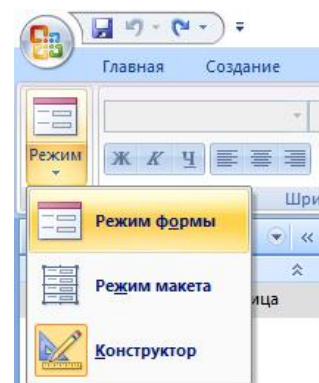 Главная Создание
Режим
Ж К Ч
Шри
Режим формы
Режим макета
ица
Конструктор